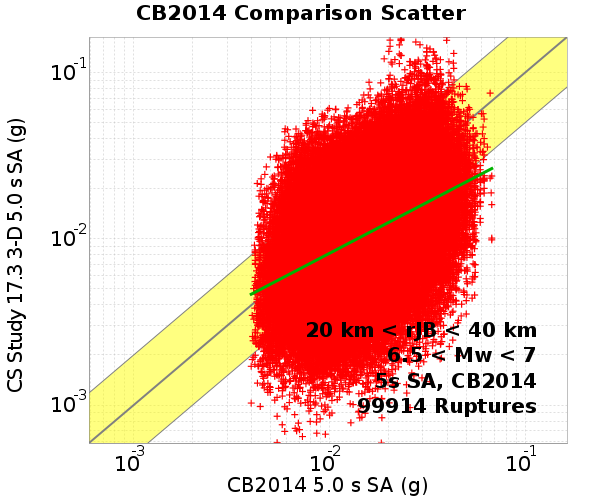 CB2014 Comparison Scatter
CS Study 17.3 3-D 5.0 s SA (g)
10⁻¹
10⁻²
10⁻³
20 km < rJB < 40 km
6.5 < Mw < 7
5s SA, CB2014
99914 Ruptures
10⁻³ 10⁻² 10⁻¹
CB2014 5.0 s SA (g)